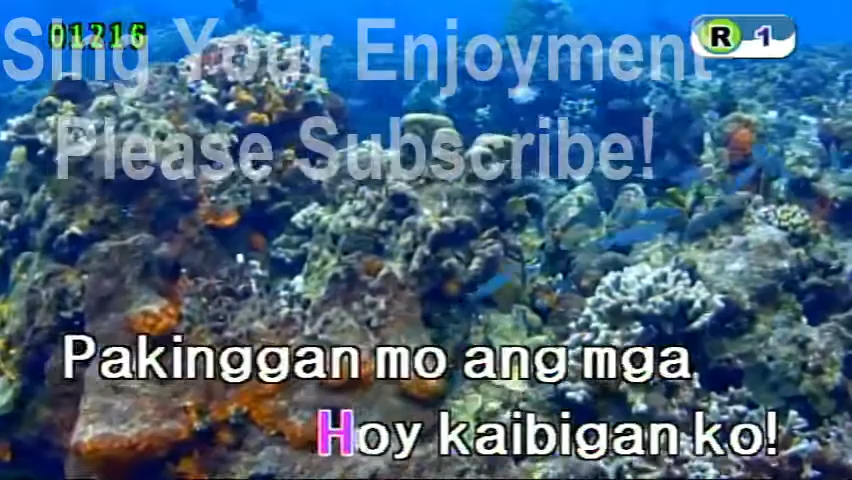 01216
R 1
Sing Your Enjoyment
Please Subscribe!
Pakinggan mo ang mga
Hoy kaibigan ko!